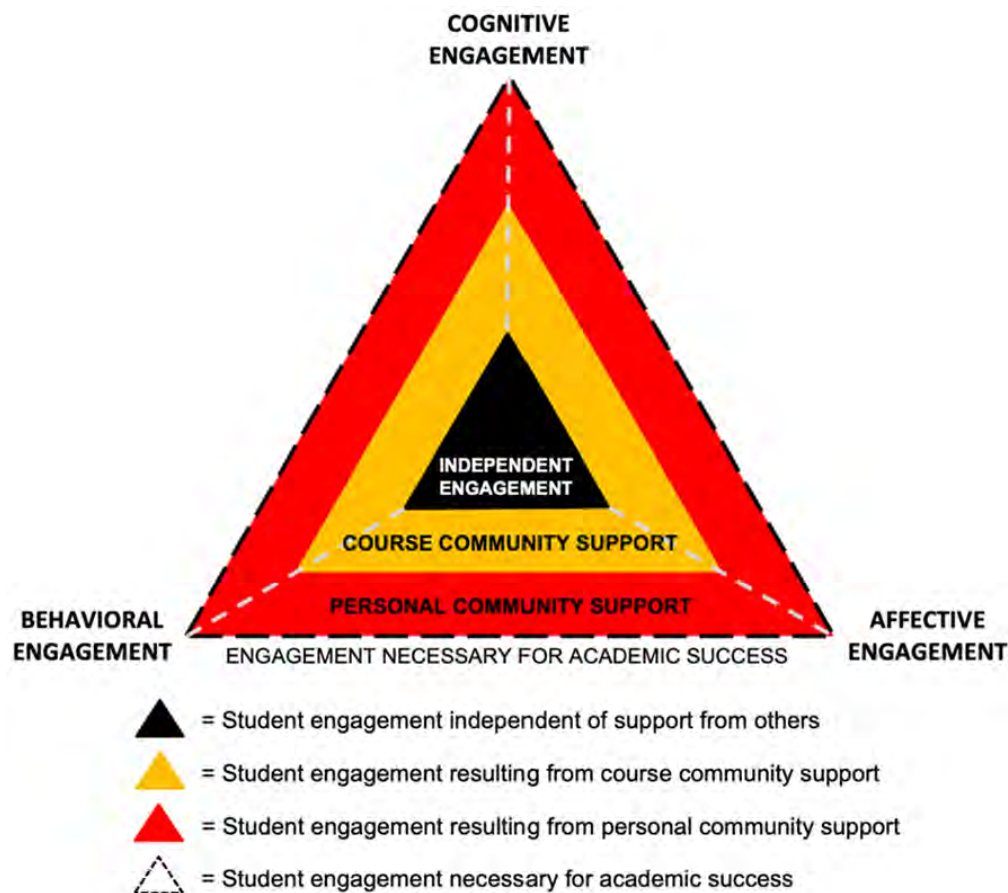 COGNITIVE
ENGAGEMENT
INDEPENDENT
ENGAGEMENT
COURSE COMMUNITY SUPPORT
PERSONAL COMMUNITY SUPPORT
BEHAVIORAL
ENGAGEMENT
AFFECTIVE
ENGAGEMENT
ENGAGEMENT NECESSARY FOR ACADEMIC SUCCESS
= Student engagement independent of support from others
= Student engagement resulting from course community support
= Student engagement resulting from personal community support
= Student engagement necessary for academic success